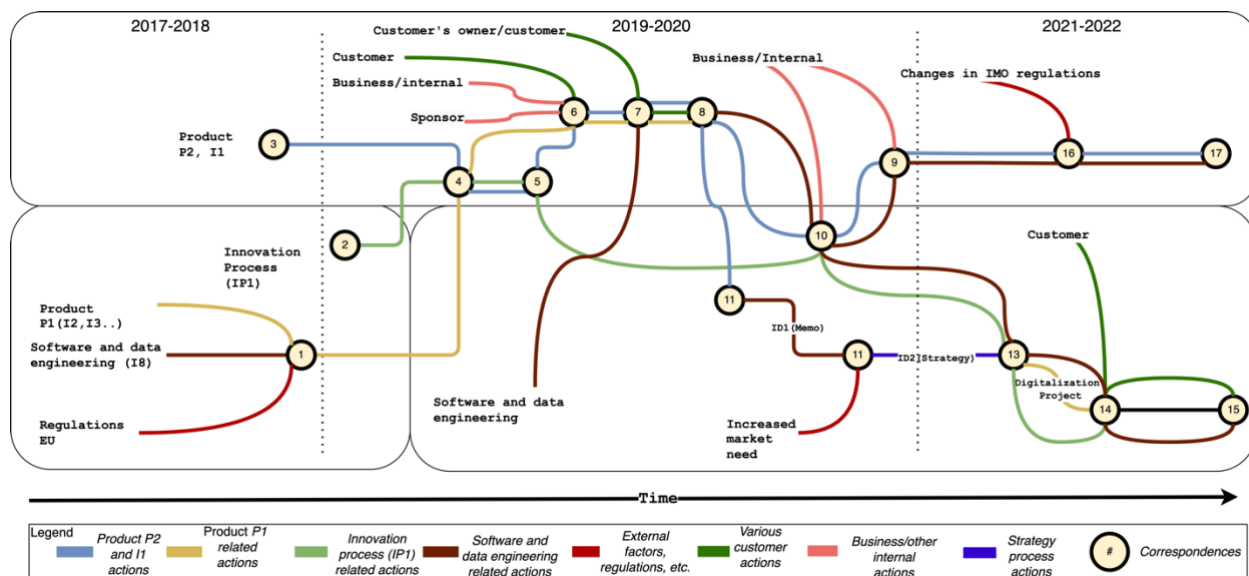 2017-2018
2019-2020
2021-2022
Customer's owner/customer
Customer
Business/internal
Sponsor
Business/Internal
Changes in IMO regulations
Product
P2, I1
3
4
5
6
7
8
9
16
17
2
Innovation
Process
(IP1)
10
Customer
Product
P1(I2,I3..)
Software and data
engineering (I8)
1
Regulations
EU
Software and data
engineering
11
ID1(Memo)
11
ID2(Strategy)
13
Digitalization
Project
14
15
Increased
market
need
Time
Legend
Product P2
and I1
actions
Product P1
related
actions
Innovation
process (IP1)
related actions
Software and
data engineering
related actions
External
factors,
regulations, etc.
Various
customer
actions
Business/other
internal
actions
Strategy
process actions
#
Correspondences